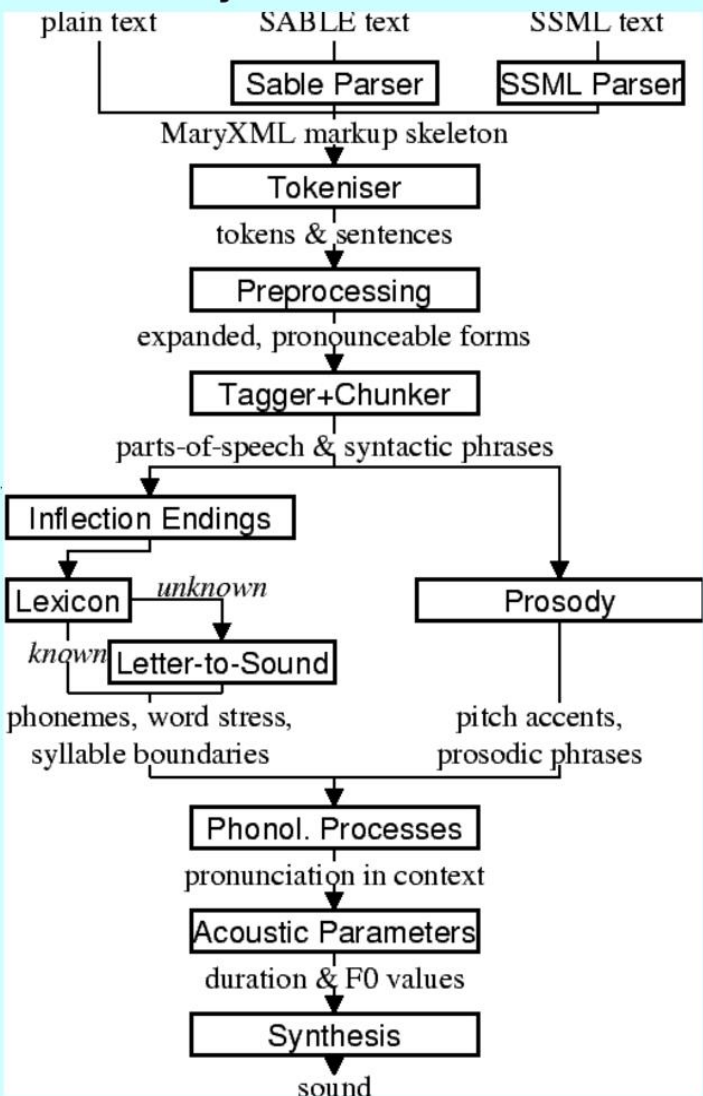 plain text SABLE text SSML text
Sable Parser SSML Parser
MaryXML markup skeleton
Tokeniser
tokens & sentences
Preprocessing
expanded, pronounceable forms
Tagger+Chunker
parts-of-speech & syntactic phrases
Inflection Endings
Lexicon unknown Prosody
known Letter-to-Sound
phonemes, word stress, pitch accents,
syllable boundaries prosodic phrases
Phonol. Processes
pronunciation in context
Acoustic Parameters
duration & F0 values
Synthesis
sound